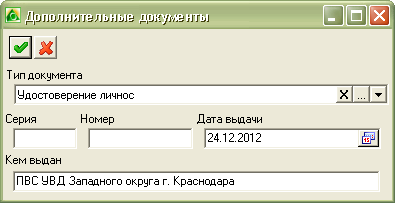 Дополнительные документы
Тип документа
Удостоверение личнос
Серия Номер Дата выдачи
24.12.2012
Кем выдан
ПВС УВД Западного округа г. Краснодара